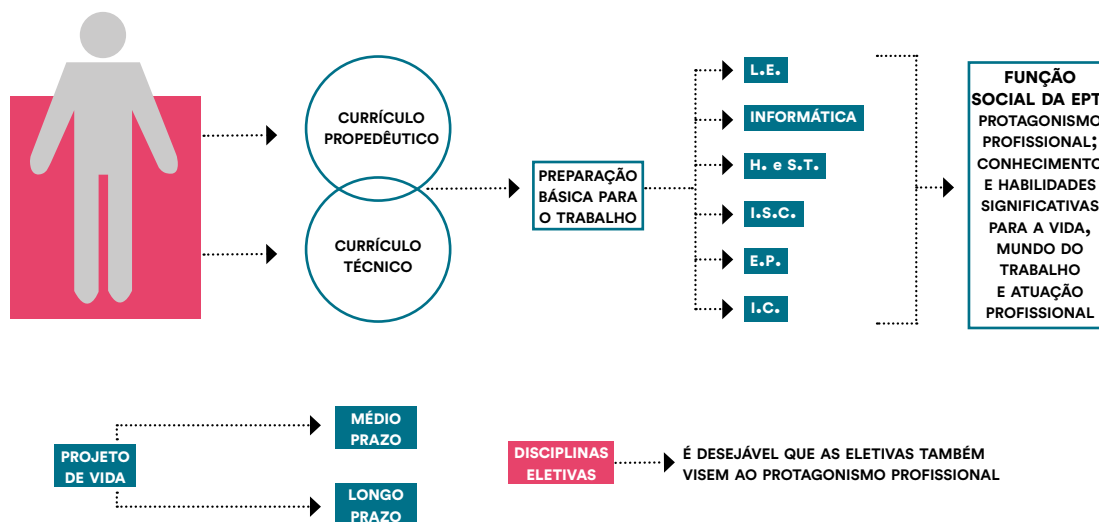 CURRÍCULO
PROPEDÊUTICO
CURRÍCULO
TÉCNICO
PREPARAÇÃO
BÁSICA PARA
O TRABALHO
L.E.
INFORMÁTICA
H. e S.T.
I.S.C.
E.P.
I.C.
FUNÇÃO
SOCIAL DA EPT
PROTAGONISMO
PROFISSIONAL;
CONHECIMENTO
E HABILIDADES
SIGNIFICATIVAS
PARA A VIDA,
MUNDO DO
TRABALHO
E ATUAÇÃO
PROFISSIONAL
PROJETO
DE VIDA
MÉDIO
PRAZO
LONGO
PRAZO
DISCIPLINAS
ELETIVAS
É DESEJÁVEL QUE AS ELETIVAS TAMBÉM
VISEM AO PROTAGONISMO PROFISSIONAL